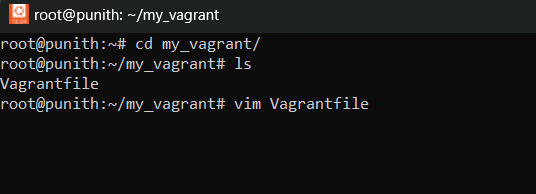 root@punith: ~/my_vagrant
root@punith:~# cd my_vagrant/
root@punith:~/my_vagrant# ls
Vagrantfile
root@punith:~/my_vagrant# vim Vagrantfile